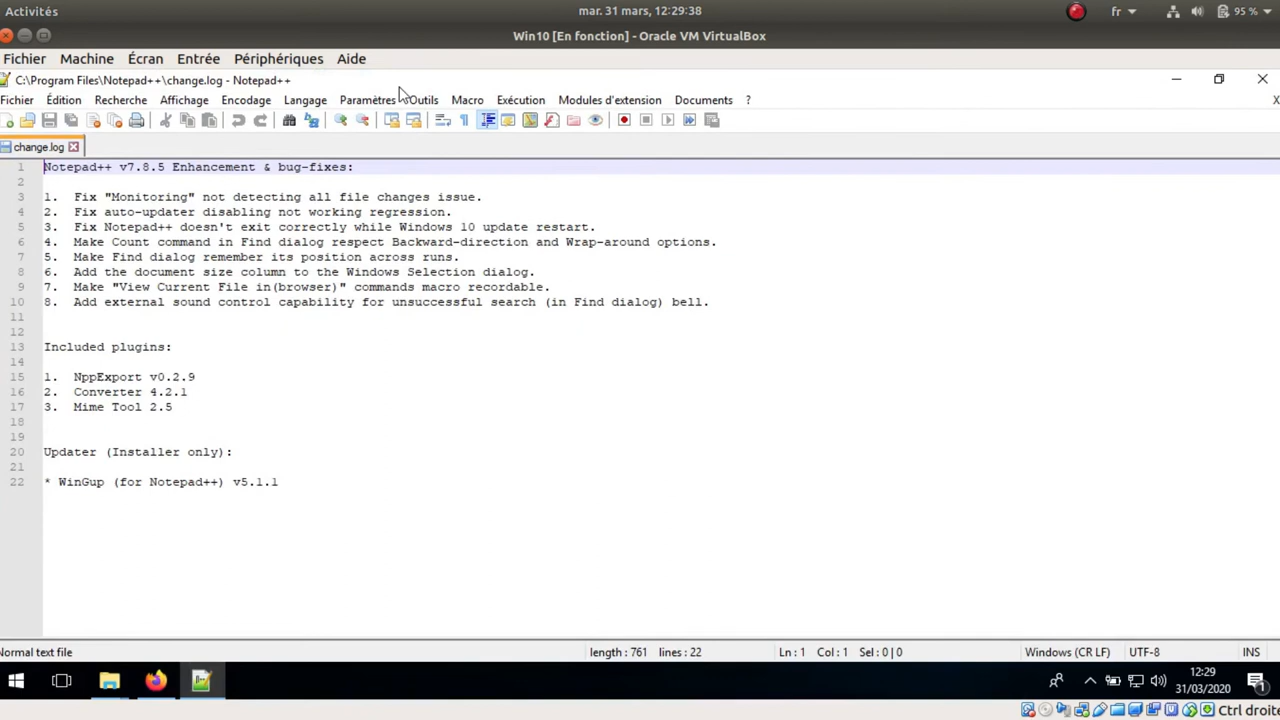 Activités
mar. 31 mars, 12:29:38
fr
95 %
Win10 [En fonction] - Oracle VM VirtualBox
Fichier Machine Écran Entrée Périphériques Aide
C:\Program Files\Notepad++\change.log - Notepad++
Fichier Édition Recherche Affichage Encodage Langage Paramètres Outils Macro Exécution Modules d'extension Documents ? X
change.log
1 Notepad++ v7.8.5 Enhancement & bug-fixes:
2
3 1. Fix "Monitoring" not detecting all file changes issue.
4 2. Fix auto-updater disabling not working regression.
5 3. Fix Notepad++ doesn't exit correctly while Windows 10 update restart.
6 4. Make Count command in Find dialog respect Backward-direction and Wrap-around options.
7 5. Make Find dialog remember its position across runs.
8 6. Add the document size column to the Windows Selection dialog.
9 7. Make "View Current File in(browser)" commands macro recordable.
10 8. Add external sound control capability for unsuccessful search (in Find dialog) bell.
11
12
13 Included plugins:
14
15 1. NppExport v0.2.9
16 2. Converter 4.2.1
17 3. Mime Tool 2.5
18
19
20 Updater (Installer only):
21
22 * WinGup (for Notepad++) v5.1.1
Normal text file length : 761 lines : 22 Ln : 1 Col : 1 Sel : 0 | 0 Windows (CR LF) UTF-8 INS
12:29
31/03/2020
1
Ctrl droite